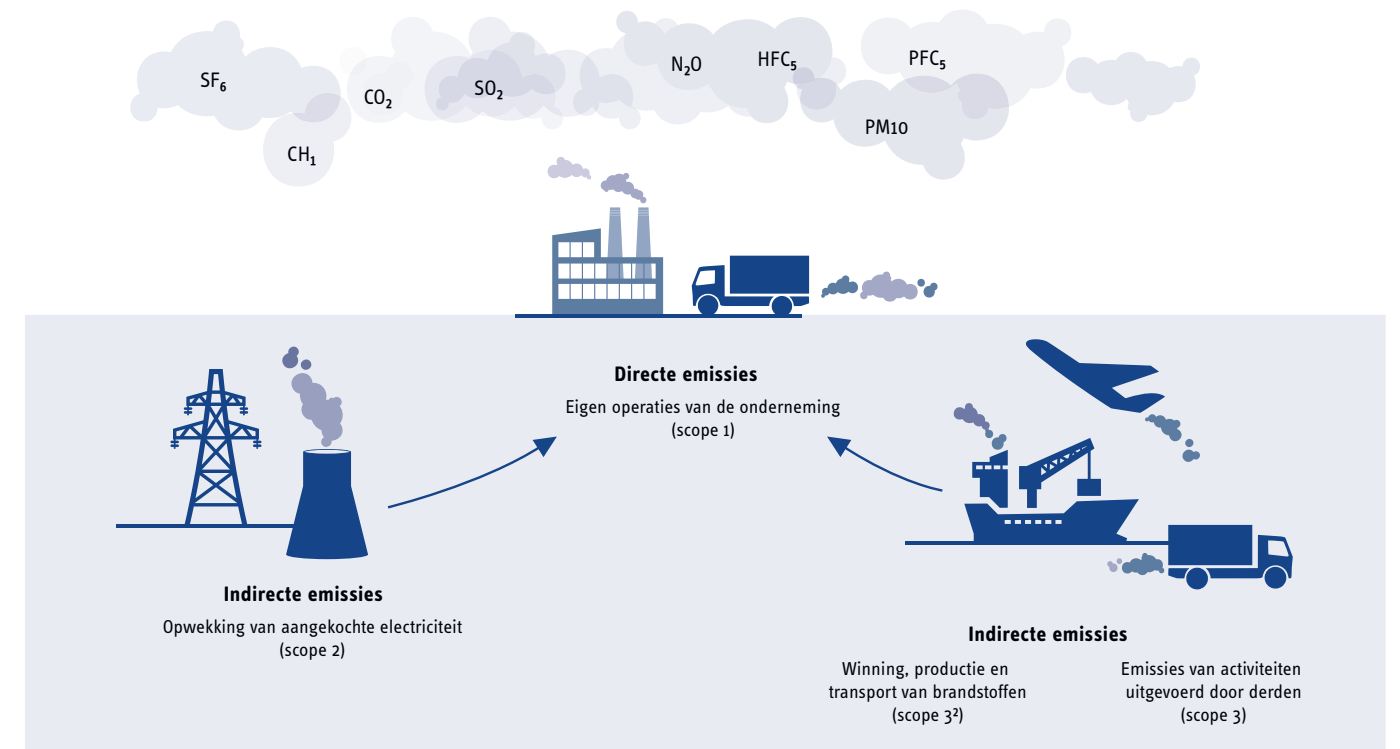 SF₆
CO₂
SO₂
N₂O
HFC₅
PFC₅
CH₁
PM10
Directe emissies
Eigen operaties van de onderneming
(scope 1)
Indirecte emissies
Opwekking van aangekochte electriciteit
(scope 2)
Indirecte emissies
Winning, productie en
transport van brandstoffen
(scope 3²)
Emissies van activiteiten
uitgevoerd door derden
(scope 3)